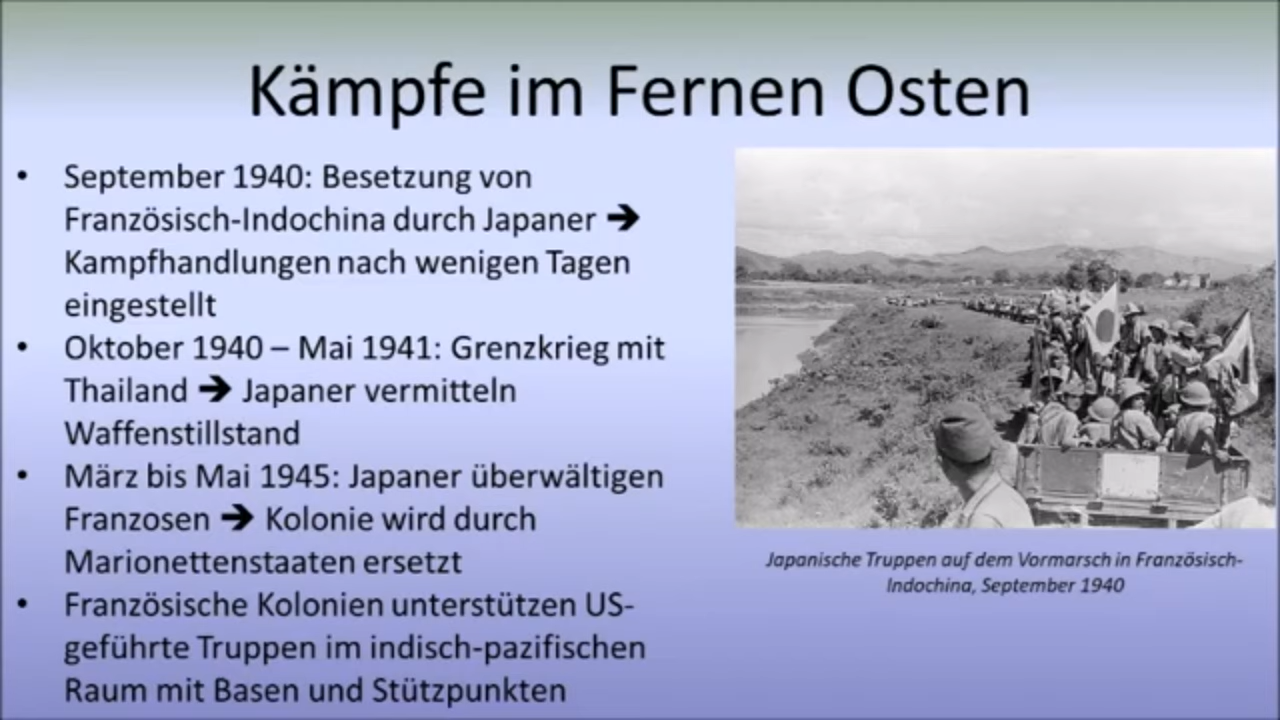 Kämpfe im Fernen Osten
• September 1940: Besetzung von
Französisch-Indochina durch Japaner ➔
Kampfhandlungen nach wenigen Tagen
eingestellt
• Oktober 1940 – Mai 1941: Grenzkrieg mit
Thailand ➔ Japaner vermitteln
Waffenstillstand
• März bis Mai 1945: Japaner überwältigen
Franzosen ➔ Kolonie wird durch
Marionettenstaaten ersetzt
• Französische Kolonien unterstützen US-
geführte Truppen im indisch-pazifischen
Raum mit Basen und Stützpunkten
Japanische Truppen auf dem Vormarsch in Französisch-
Indochina, September 1940